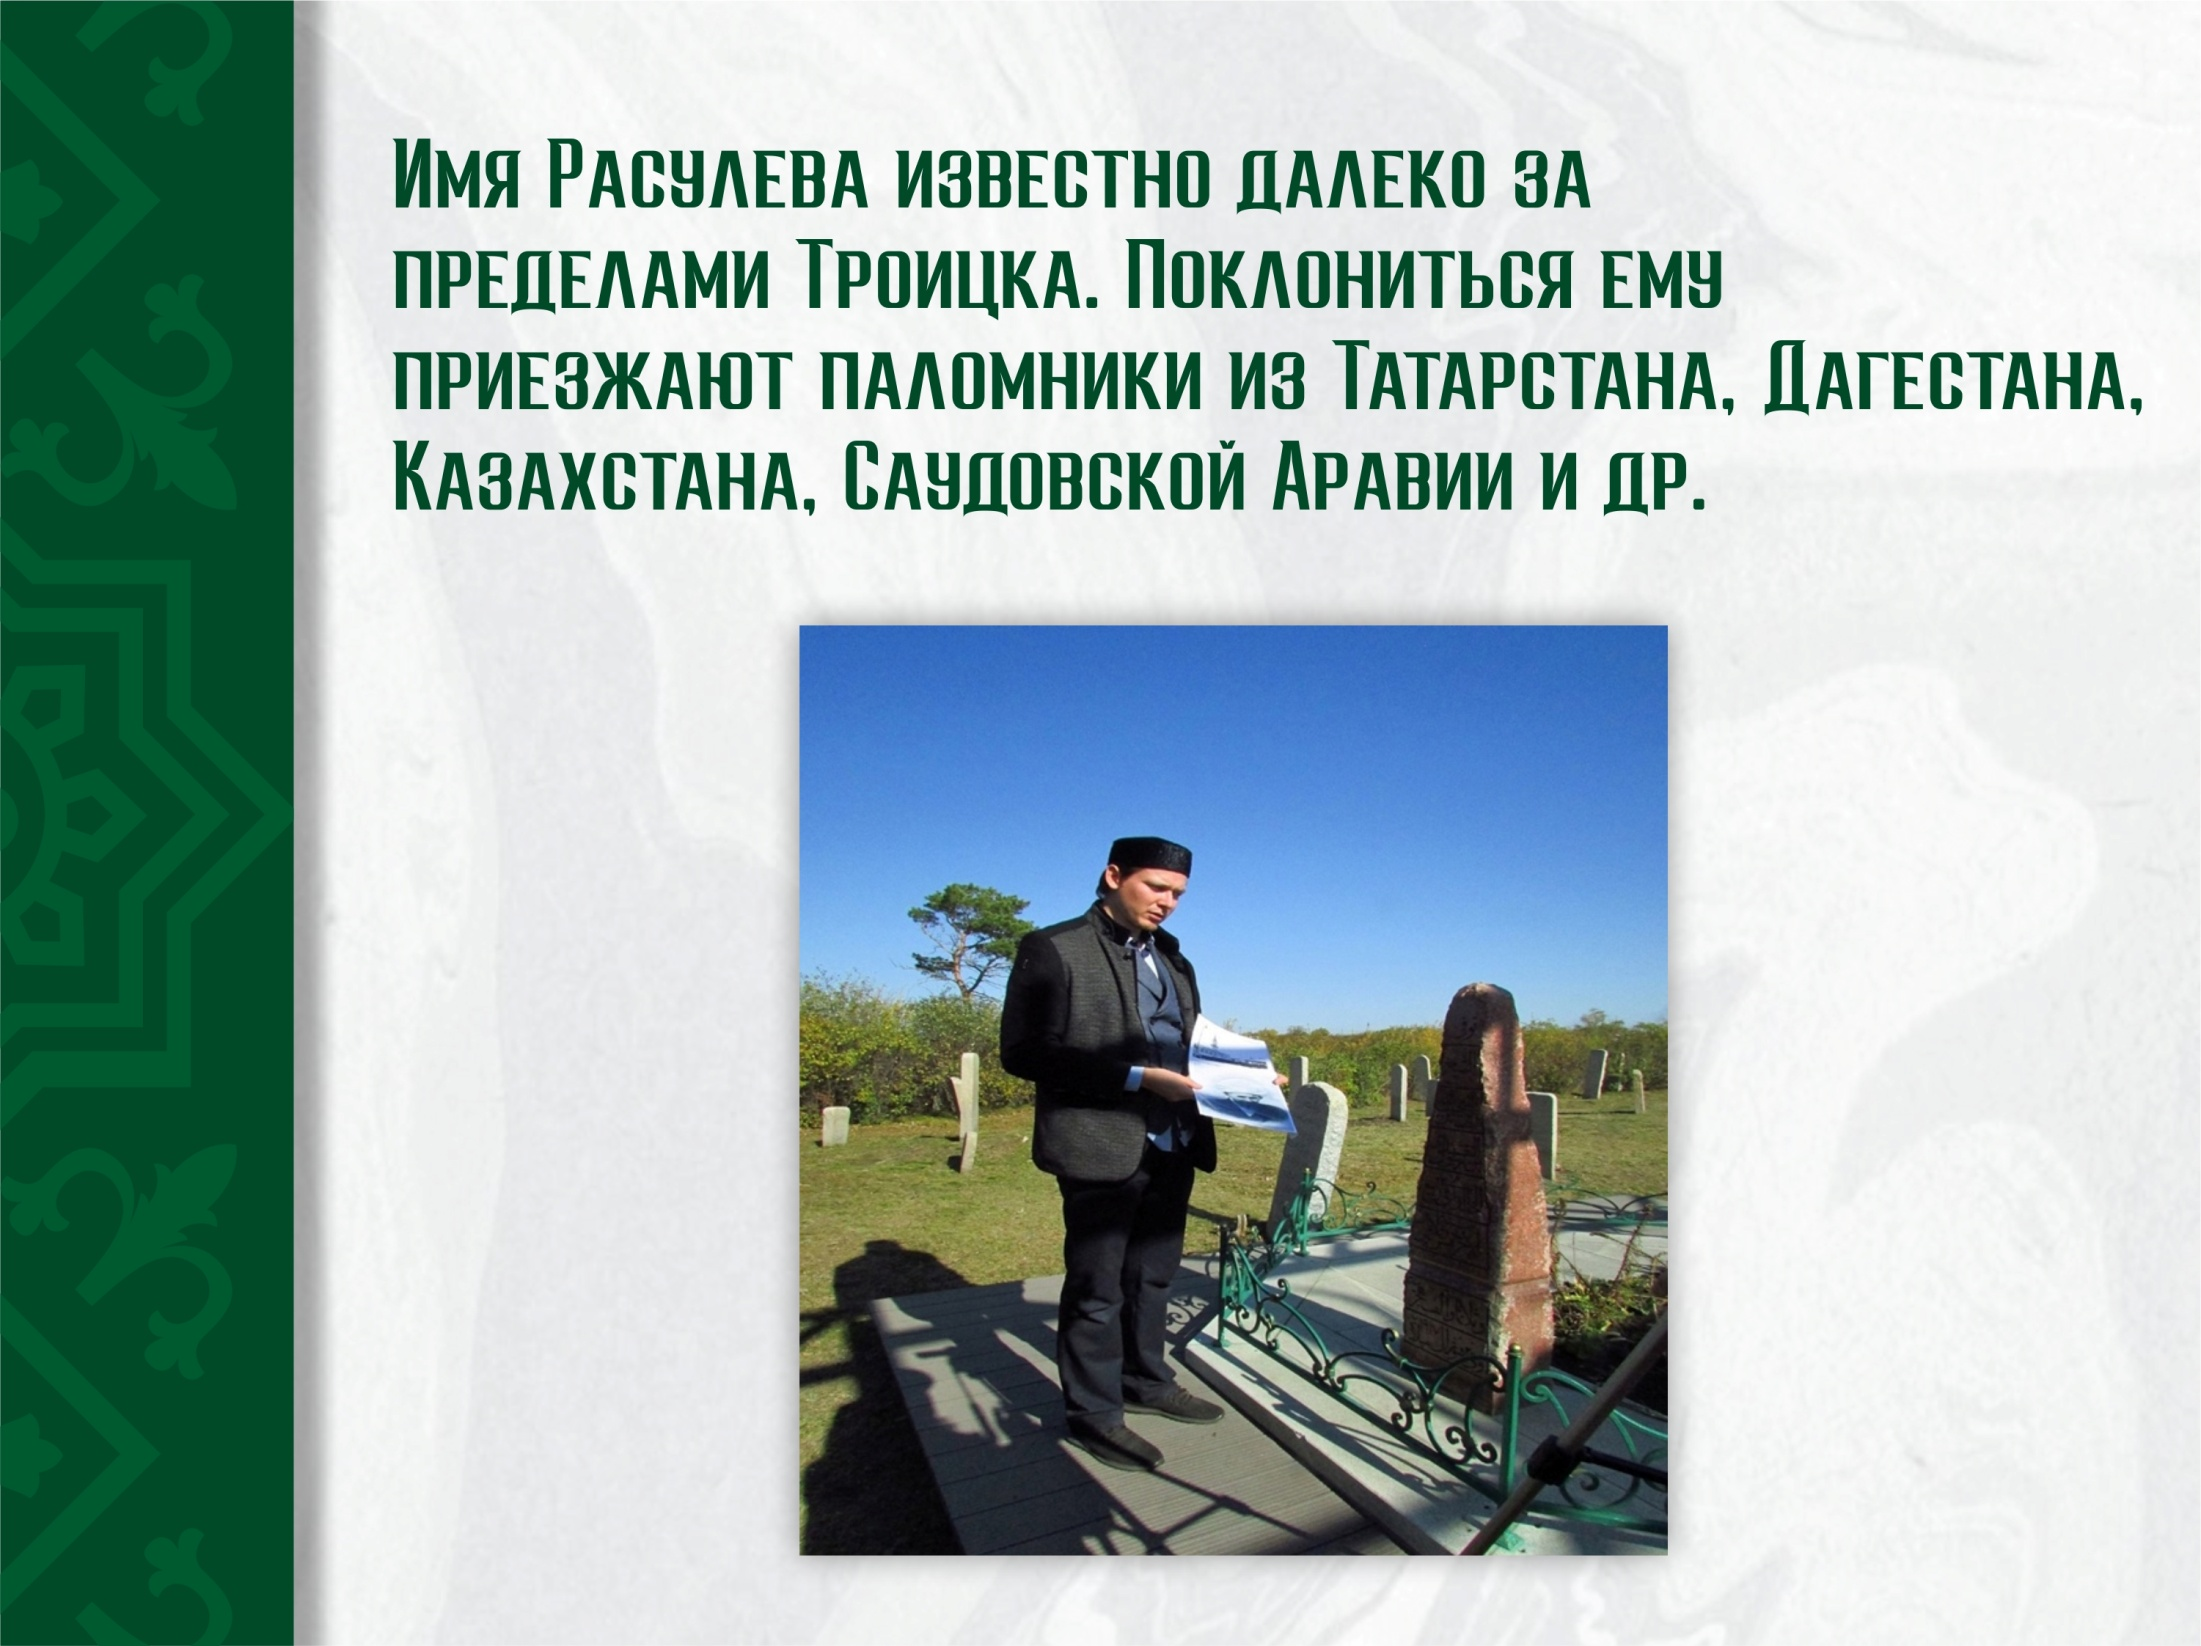 Имя Расулева известно далеко за
пределами Троицка. Поклониться ему
приезжают паломники из Татарстана, Дагестана,
Казахстана, Саудовской Аравии и др.